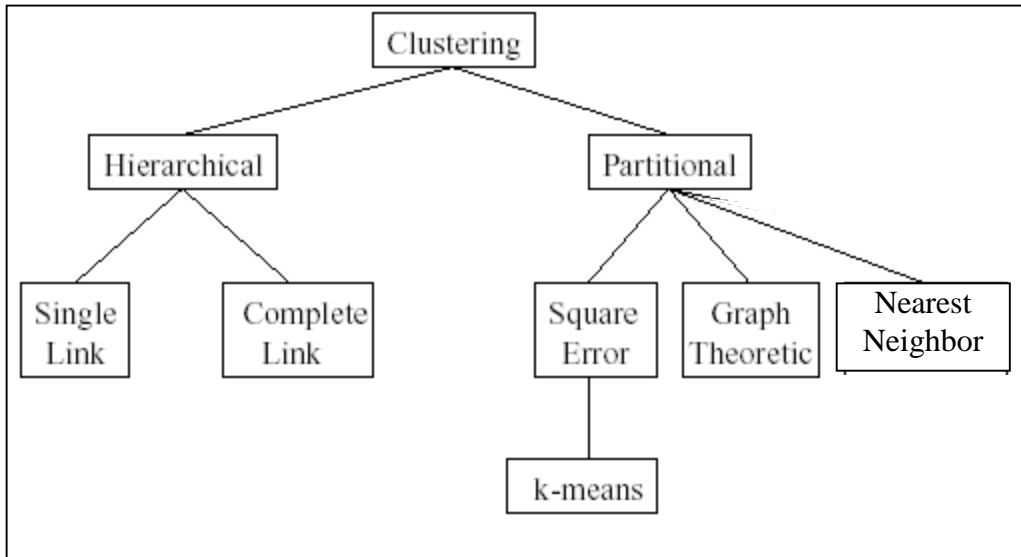 Clustering
Hierarchical
Partitional
Single
Link
Complete
Link
Square
Error
Graph
Theoretic
Nearest
Neighbor
k-means